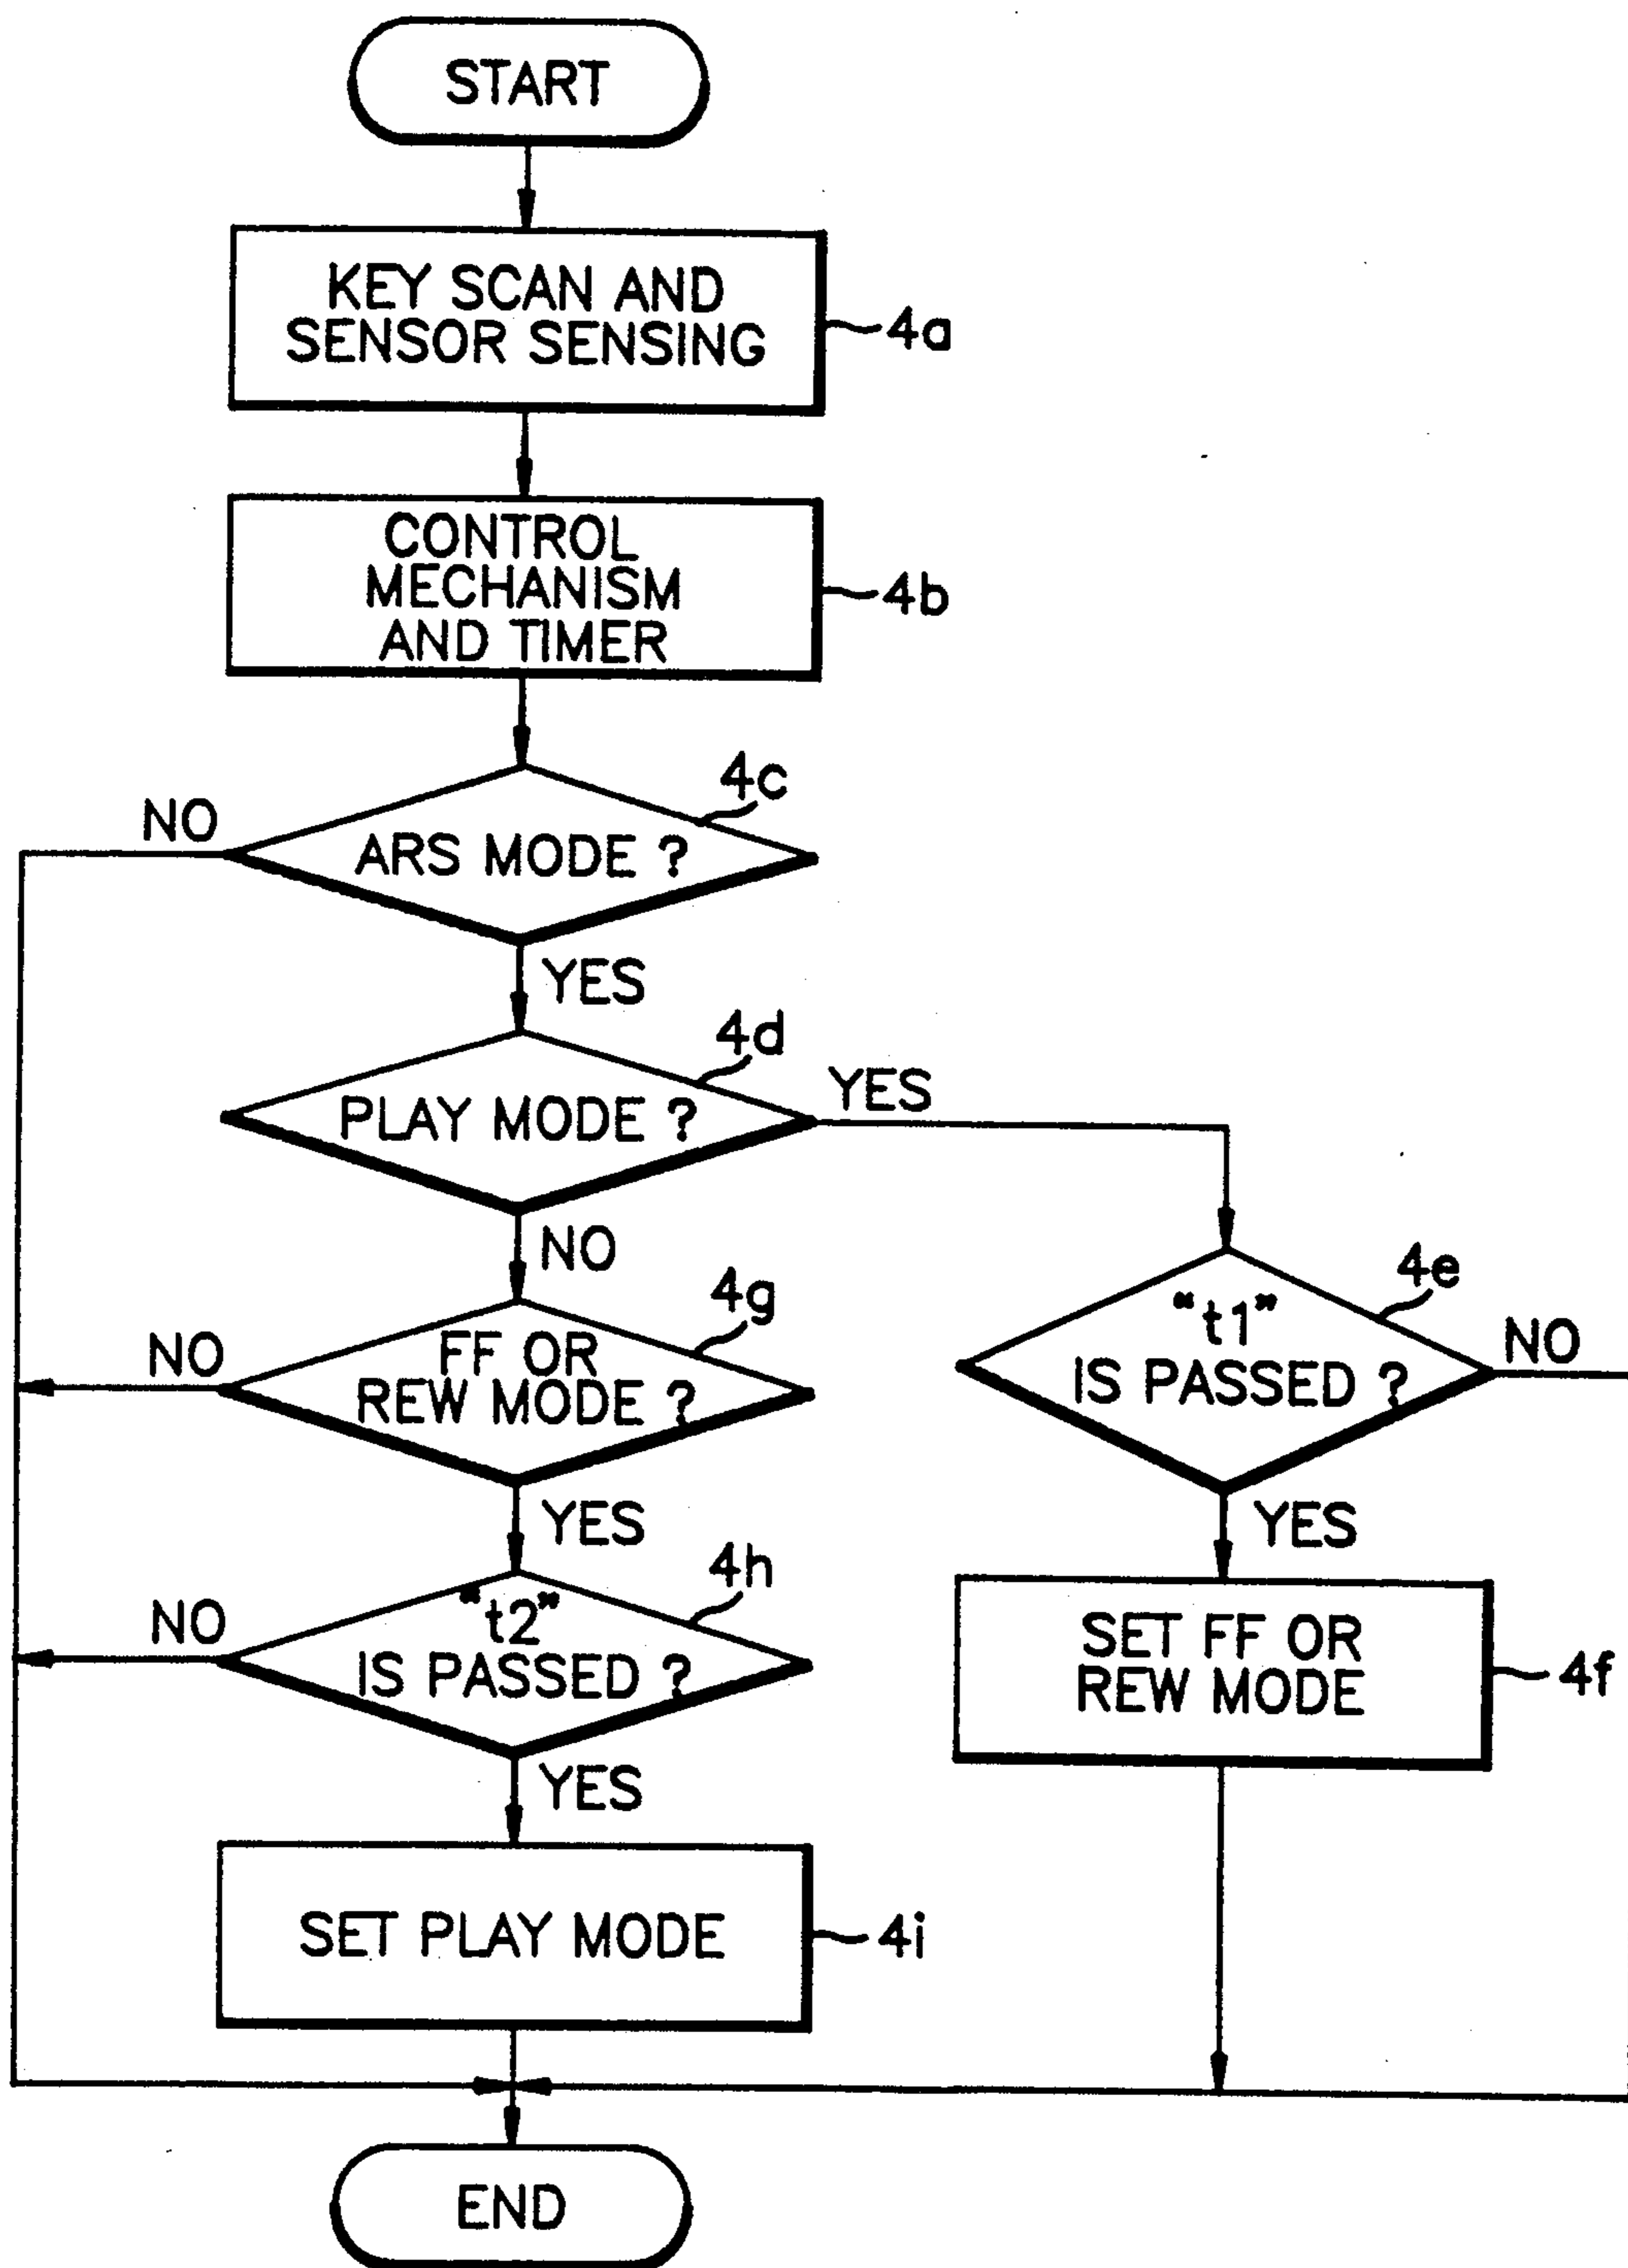 START
KEY SCAN AND
SENSOR SENSING
4a
CONTROL
MECHANISM
AND TIMER
4b
4c
NO
ARS MODE ?
YES
4d
PLAY MODE ?
YES
NO
4g
NO
FF OR
REW MODE ?
4e
"t1"
IS PASSED ?
NO
YES
YES
4h
NO
"t2"
IS PASSED ?
SET FF OR
REW MODE
4f
YES
SET PLAY MODE
4i
END